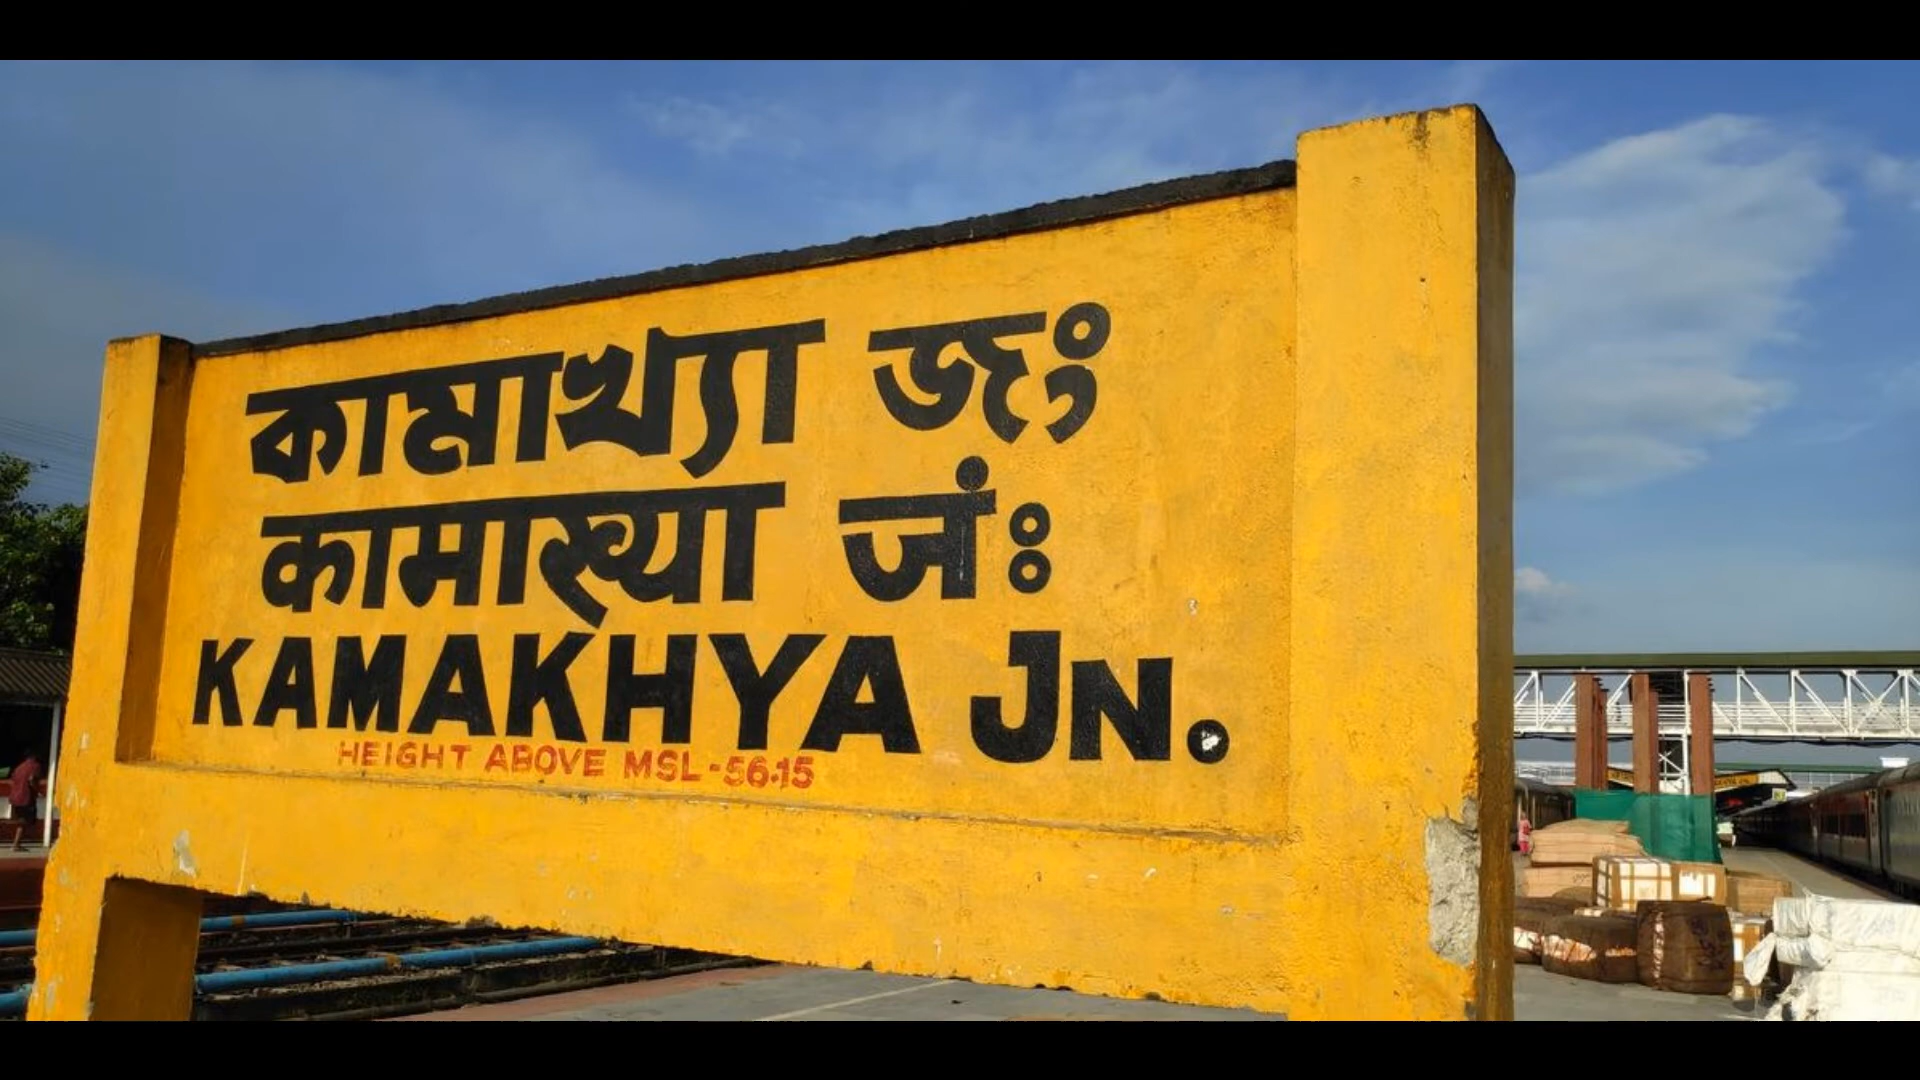 কামাখ্যা জং
कामाख्या जंः
KAMAKHYA JN.
HEIGHT ABOVE MSL-56.15